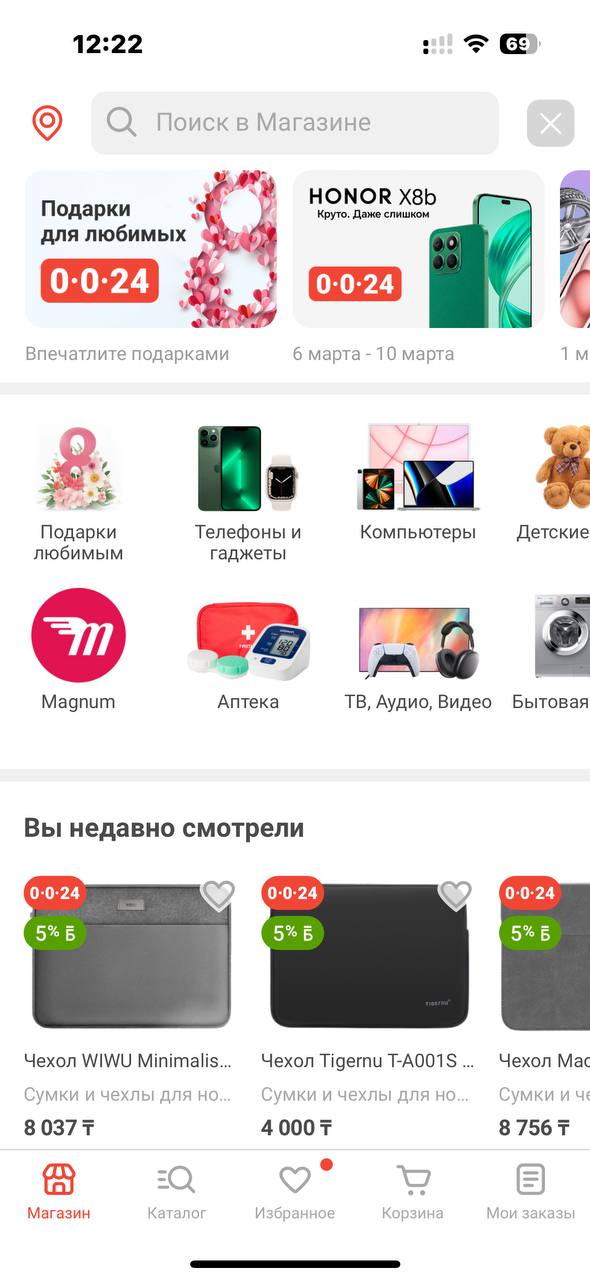 12:22
69
Поиск в Магазине
Подарки
для любимых
0·0·24
HONOR X8b
Круто. Даже слишком
0·0·24
Впечатлите подарками
6 марта - 10 марта
1 м
Подарки
любимым
Телефоны и
гаджеты
Компьютеры
Детские
Magnum
Аптека
ТВ, Аудио, Видео
Бытовая
Вы недавно смотрели
0·0·24
5% Б
0·0·24
5% Б
TIGERNU
0·0·24
5% Б
Чехол WIWU Minimalis...
Чехол Tigernu T-A001S ...
Чехол Mac
Сумки и чехлы для но...
Сумки и чехлы для но...
Сумки и че
8 037 ₸
4 000 ₸
8 756 ₸
Магазин
Каталог
Избранное
Корзина
Мои заказы